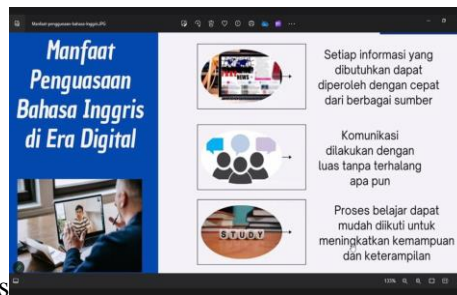 Manfaat penguasaan bahasa Inggris.JPG
Manfaat
Penguasaan
Bahasa Inggris
di Era Digital
NEWS
Setiap informasi yang
dibutuhkan dapat
diperoleh dengan cepat
dari berbagai sumber
Komunikasi
dilakukan dengan
luas tanpa terhalang
apa pun
STUDY
Proses belajar dapat
mudah diikuti untuk
meningkatkan kemampuan
dan keterampilan
133%
s